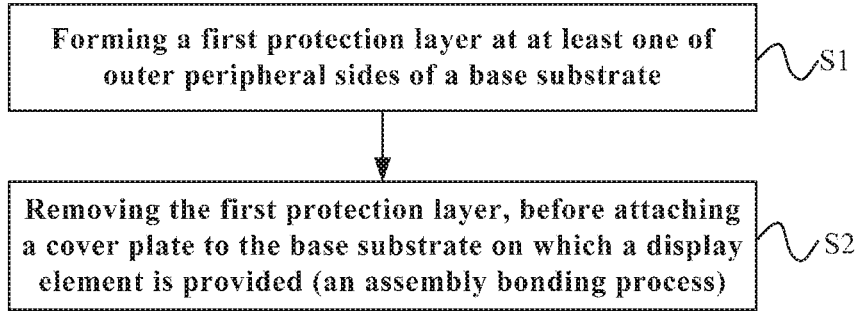 Forming a first protection layer at at least one of
outer peripheral sides of a base substrate
S1
Removing the first protection layer, before attaching
a cover plate to the base substrate on which a display
element is provided (an assembly bonding process)
S2